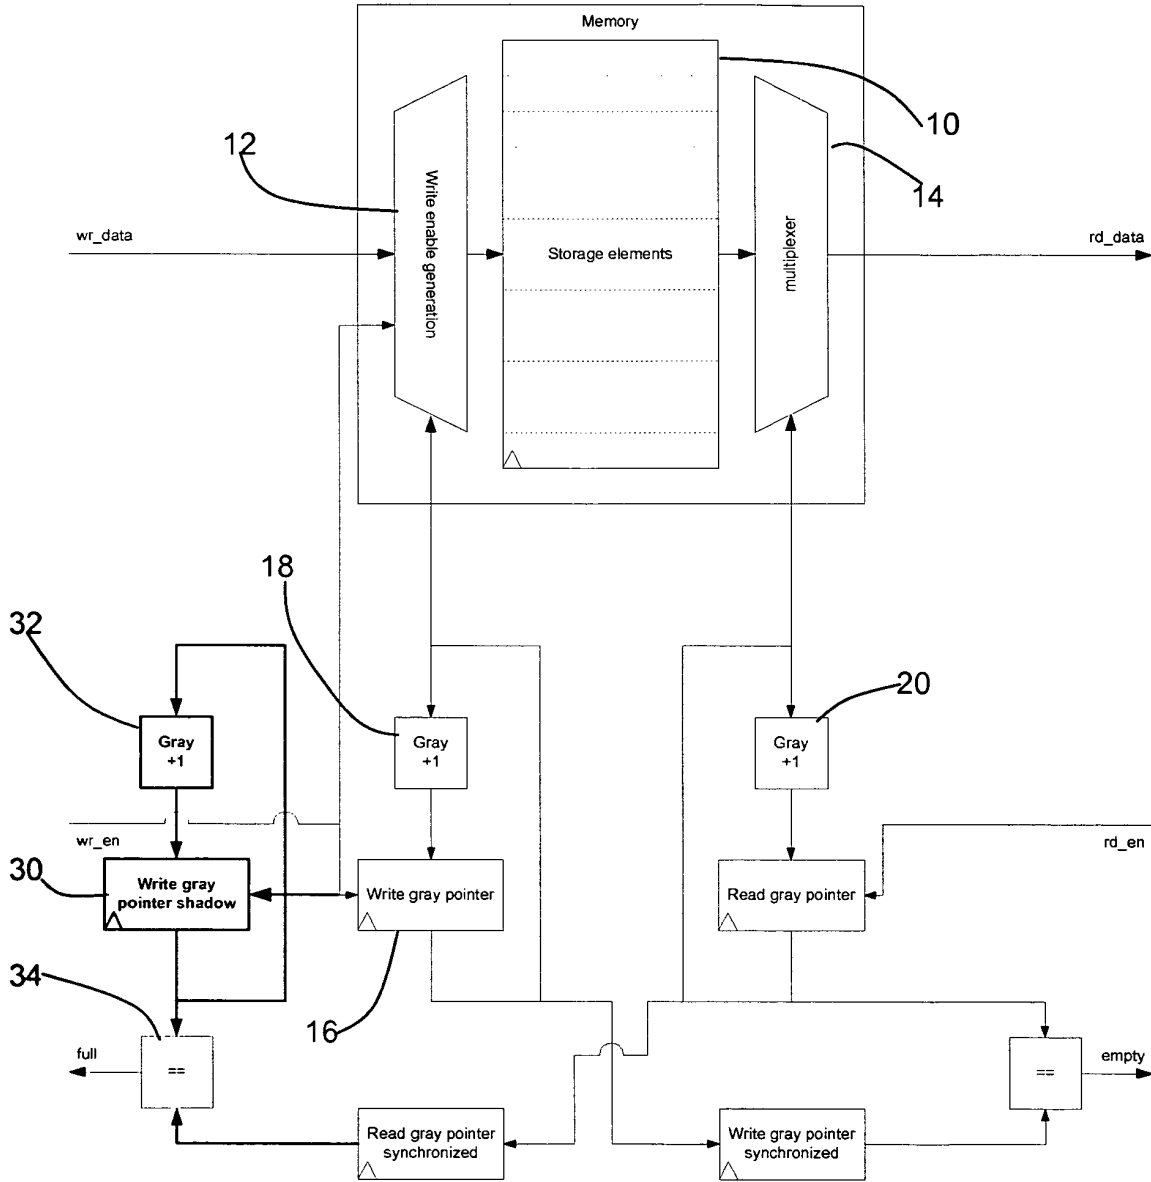 Memory
10
12
14
Write enable
generation
wr_data
Storage elements
multiplexer
rd_data
18
32
20
Gray
+1
Gray
+1
Gray
+1
wr_en
rd_en
30
Write gray
pointer shadow
Write gray pointer
Read gray pointer
34
16
full
==
==
empty
Read gray pointer
synchronized
Write gray pointer
synchronized